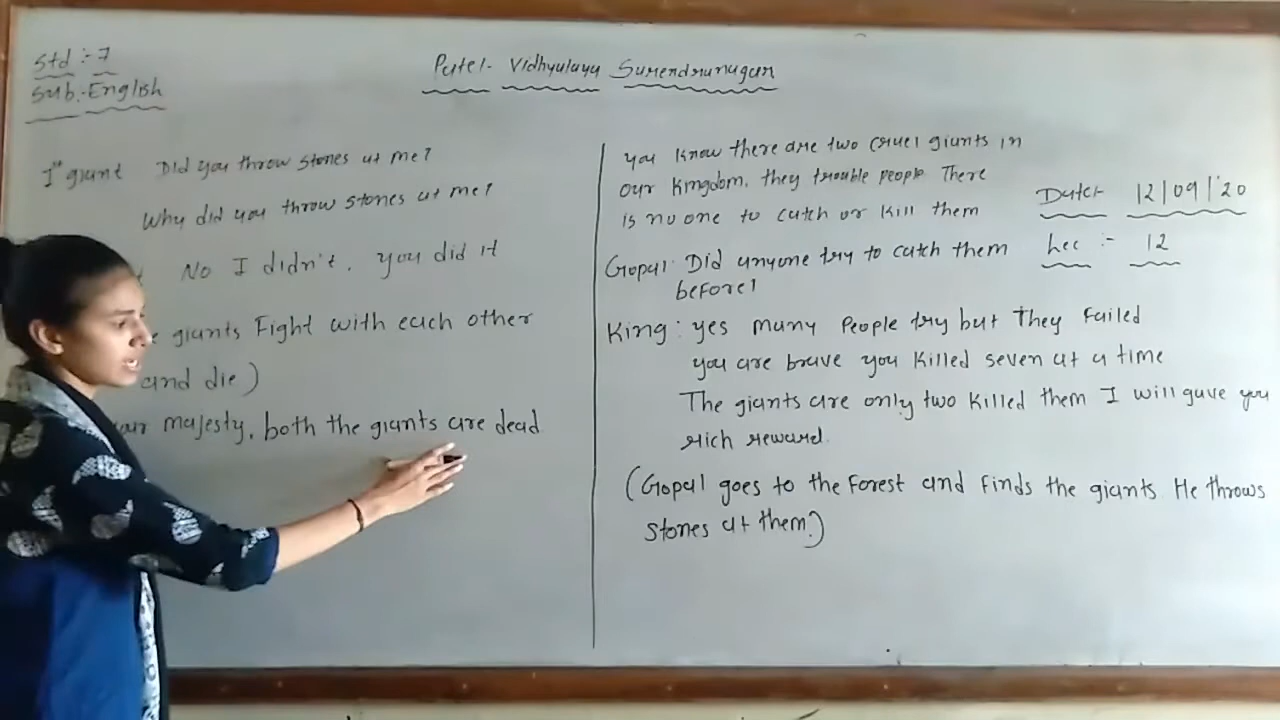 Std :- 7
Sub.- English
Patel- Vidhyalaya Surendranagar
1st giant Did you throw stones at me?
Why did you throw stones at me?
No I didn't, you did it
giants Fight with each other
and die)
majesty, both the giants are dead
you know there are two cruel giants in
our Kingdom, they trouble people There
is no one to catch or kill them
Gopal: Did anyone try to catch them
before?
King: yes many People try but they Failed
you are brave you killed seven at a time
The giants are only two killed them I will gave you
rich reward.
(Gopal goes to the Forest and Finds the giants He throws
stones at them.)
Date:- 12/09/'20
Lec :- 12